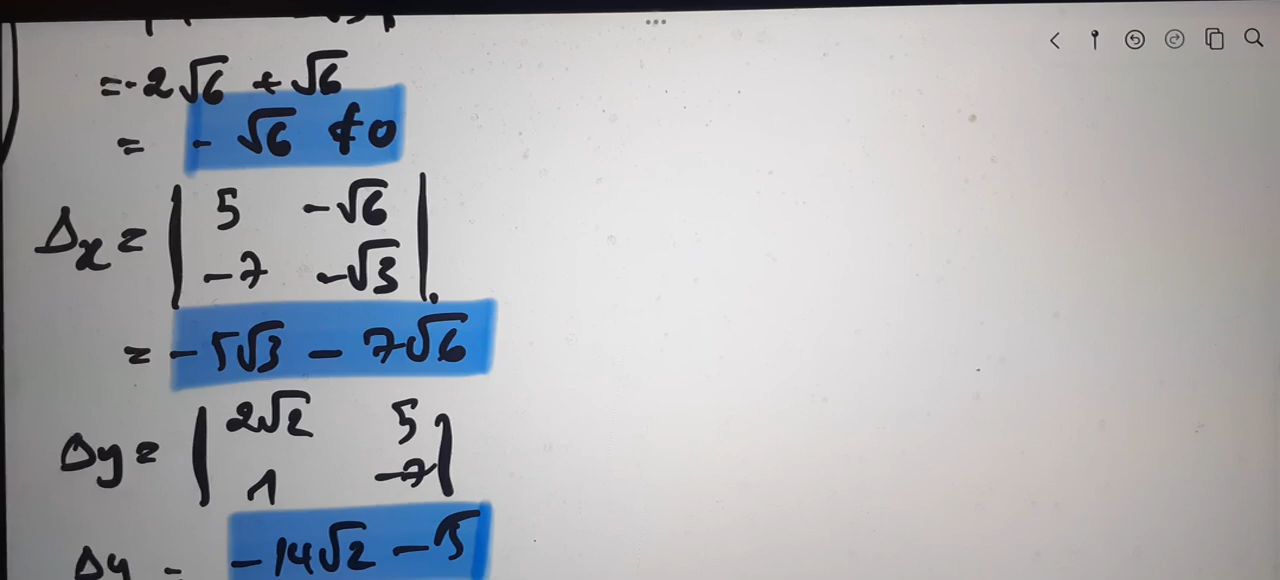 = -2√6 + √6
= - √6 ≠ 0
Δx = | 5 -√6 |
| -7 -√3 |.
= - 5√3 - 7√6
Δy = | 2√2 5 |
| 1 -7 |
Δy = -14√2 - 5